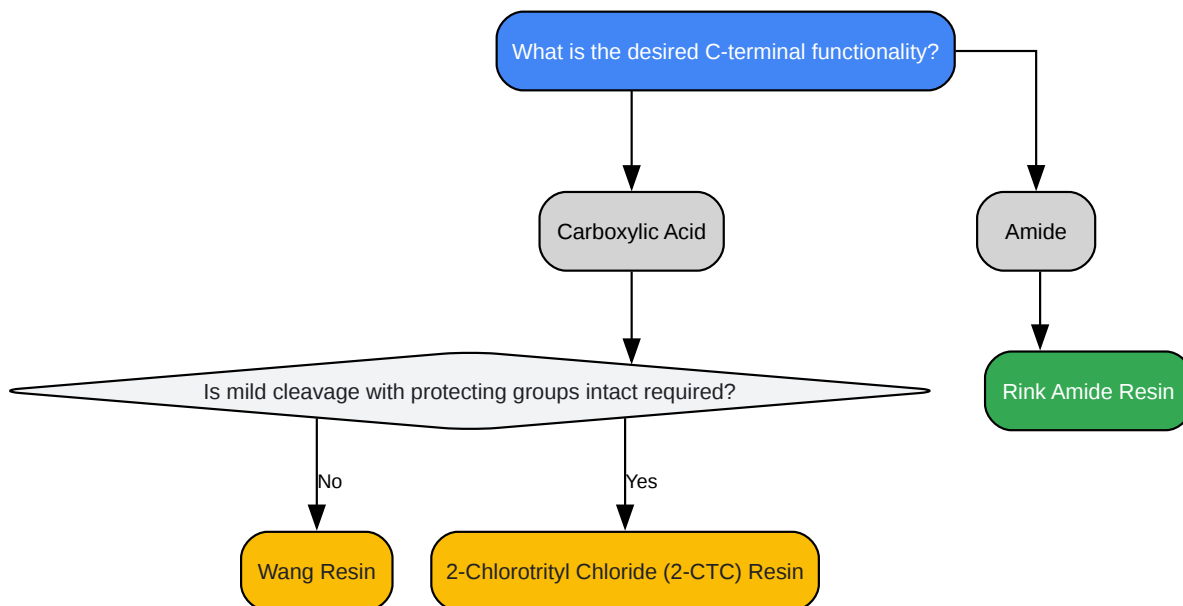 What is the desired C-terminal functionality?
Carboxylic Acid
Amide
Is mild cleavage with protecting groups intact required?
Rink Amide Resin
No
Yes
Wang Resin
2-Chlorotrityl Chloride (2-CTC) Resin